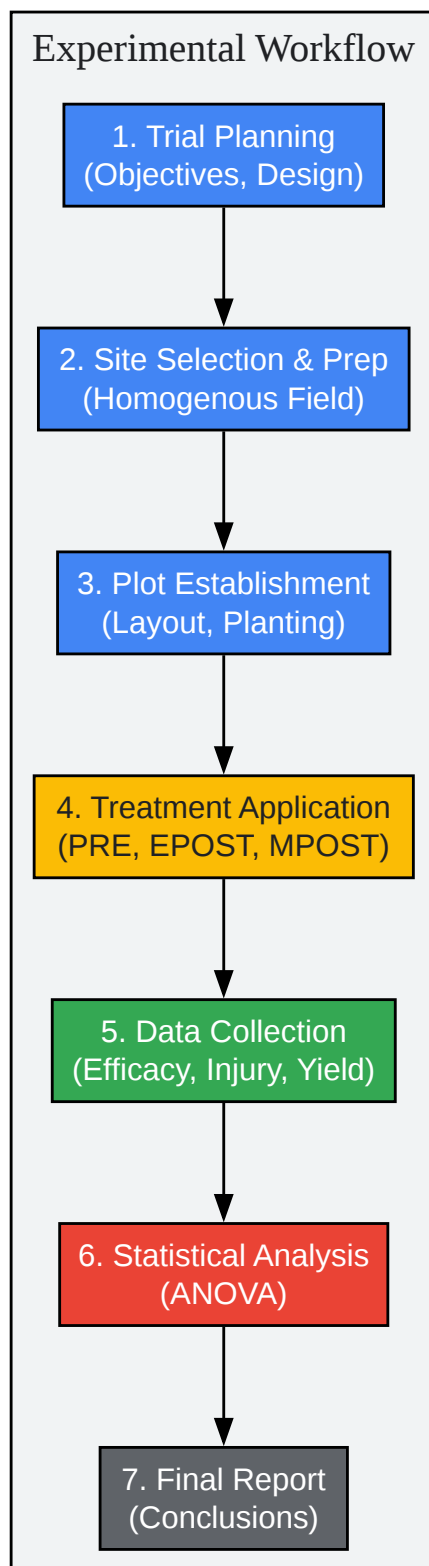 Experimental Workflow
1. Trial Planning
(Objectives, Design)
2. Site Selection & Prep
(Homogenous Field)
3. Plot Establishment
(Layout, Planting)
4. Treatment Application
(PRE, EPOST, MPOST)
5. Data Collection
(Efficacy, Injury, Yield)
6. Statistical Analysis
(ANOVA)
7. Final Report
(Conclusions)